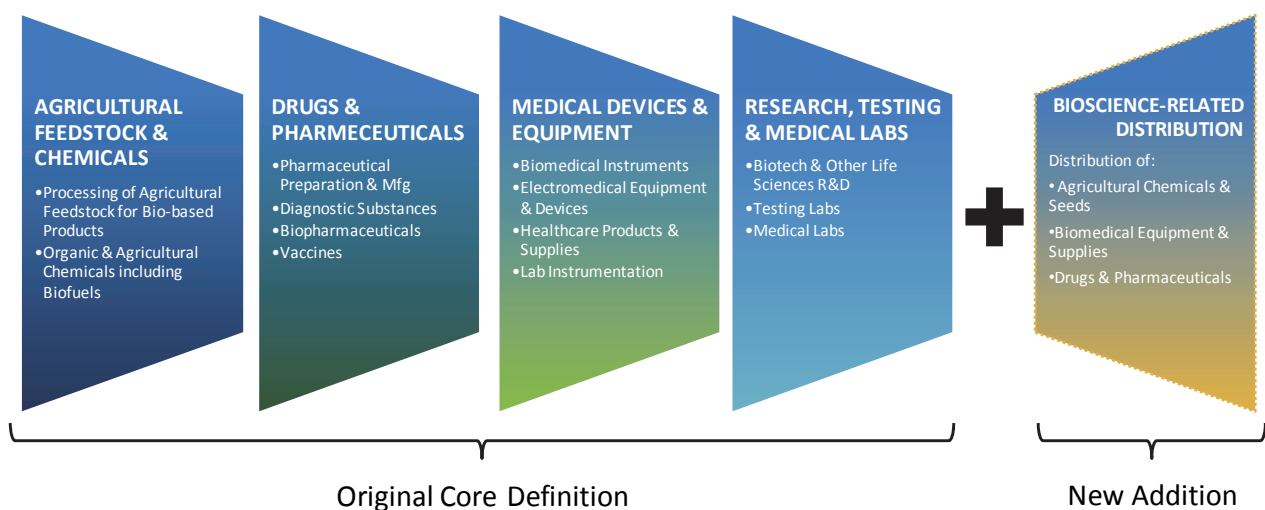 AGRICULTURAL
FEEDSTOCK &
CHEMICALS
•Processing of Agricultural
Feedstock for Bio-based
Products
•Organic & Agricultural
Chemicals including
Biofuels
DRUGS &
PHARMECEUTICALS
•Pharmaceutical
Preparation & Mfg
•Diagnostic Substances
•Biopharmaceuticals
•Vaccines
MEDICAL DEVICES &
EQUIPMENT
•Biomedical Instruments
•Electromedical Equipment
& Devices
•Healthcare Products &
Supplies
•Lab Instrumentation
RESEARCH, TESTING
& MEDICAL LABS
•Biotech & Other Life
Sciences R&D
•Testing Labs
•Medical Labs
BIOSCIENCE-RELATED
DISTRIBUTION
Distribution of:
•Agricultural Chemicals &
Seeds
•Biomedical Equipment &
Supplies
•Drugs & Pharmaceuticals
Original Core Definition
New Addition